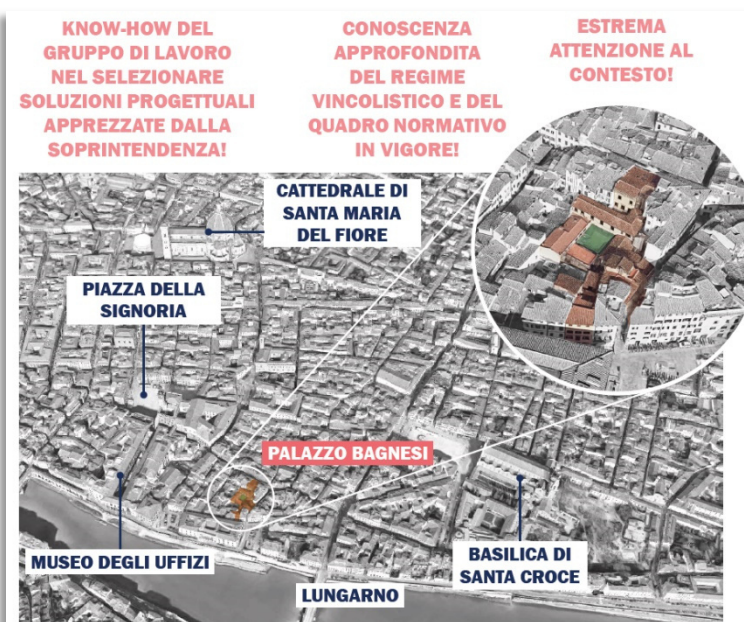 KNOW-HOW DEL
GRUPPO DI LAVORO
NEL SELEZIONARE
SOLUZIONI PROGETTUALI
APPREZZATE DALLA
SOPRINTENDENZA!
CONOSCENZA
APPROFONDITA
DEL REGIME
VINCOLISTICO E DEL
QUADRO NORMATIVO
IN VIGORE!
ESTREMA
ATTENZIONE AL
CONTESTO!
CATTEDRALE DI
SANTA MARIA
DEL FIORE
PIAZZA DELLA
SIGNORIA
PALAZZO BAGNESI
MUSEO DEGLI UFFIZI
BASILICA DI
SANTA CROCE
LUNGARNO